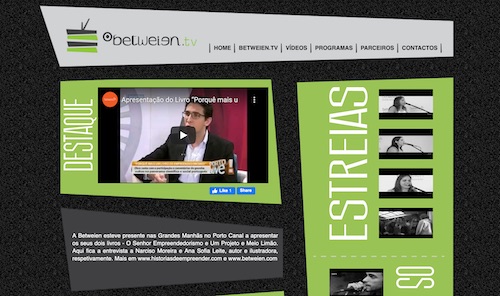 betweien.tv
HOME | BETWEIEN.TV | VÍDEOS | PROGRAMAS | PARCEIROS | CONTACTOS |
DESTAQUE
Apresentação do Livro "Porquê mais u
Like 1 Share
A Betweien esteve presente nas Grandes Manhãs no Porto Canal a apresentar
os seus dois livros - O Senhor Empreendedorismo e Um Projeto e Meio Limão.
Aqui fica a entrevista a Narciso Moreira e Ana Sofia Leite, autor e ilustradora,
respetivamente. Mais em www.historiasdeempreender.com e www.betweien.com
ESTREIAS
OS